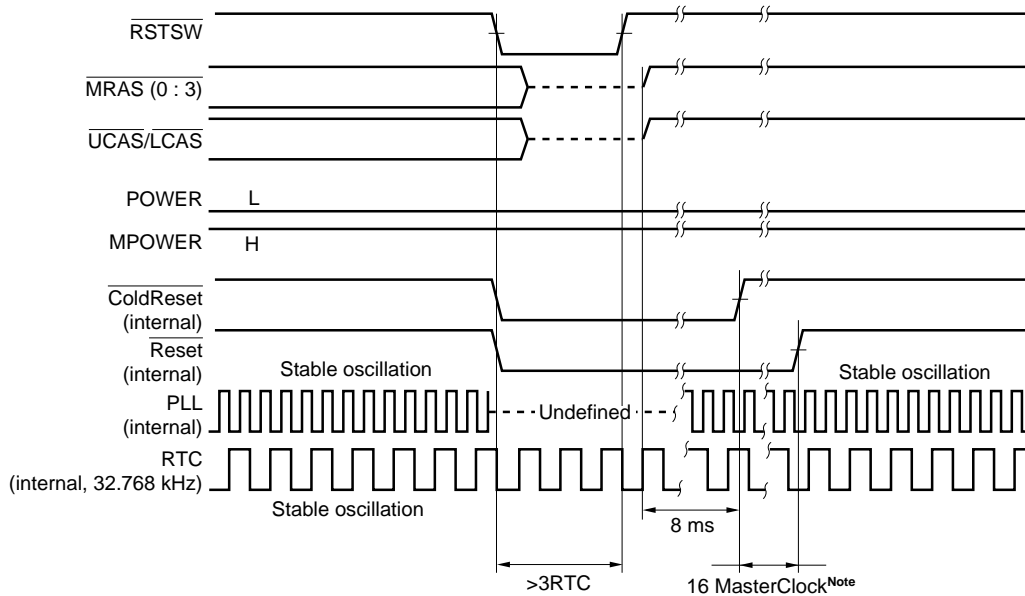 RSTSW
MRAS (0 : 3)
UCAS/LCAS
POWER
L
MPOWER
H
ColdReset
(internal)
Reset
(internal)
Stable oscillation
Stable oscillation
PLL
(internal)
Undefined
RTC
(internal, 32.768 kHz)
Stable oscillation
8 ms
>3RTC
16 MasterClockNote